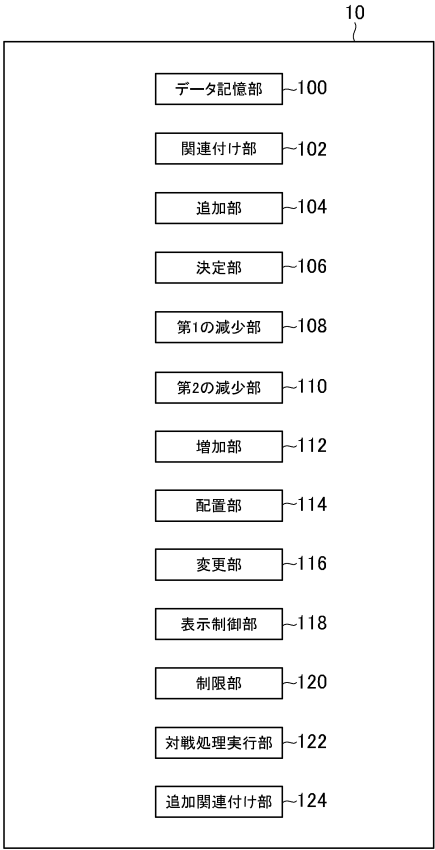 10
データ記憶部 100
関連付け部 102
追加部 104
決定部 106
第1の減少部 108
第2の減少部 110
増加部 112
配置部 114
変更部 116
表示制御部 118
制限部 120
対戦処理実行部 122
追加関連付け部 124